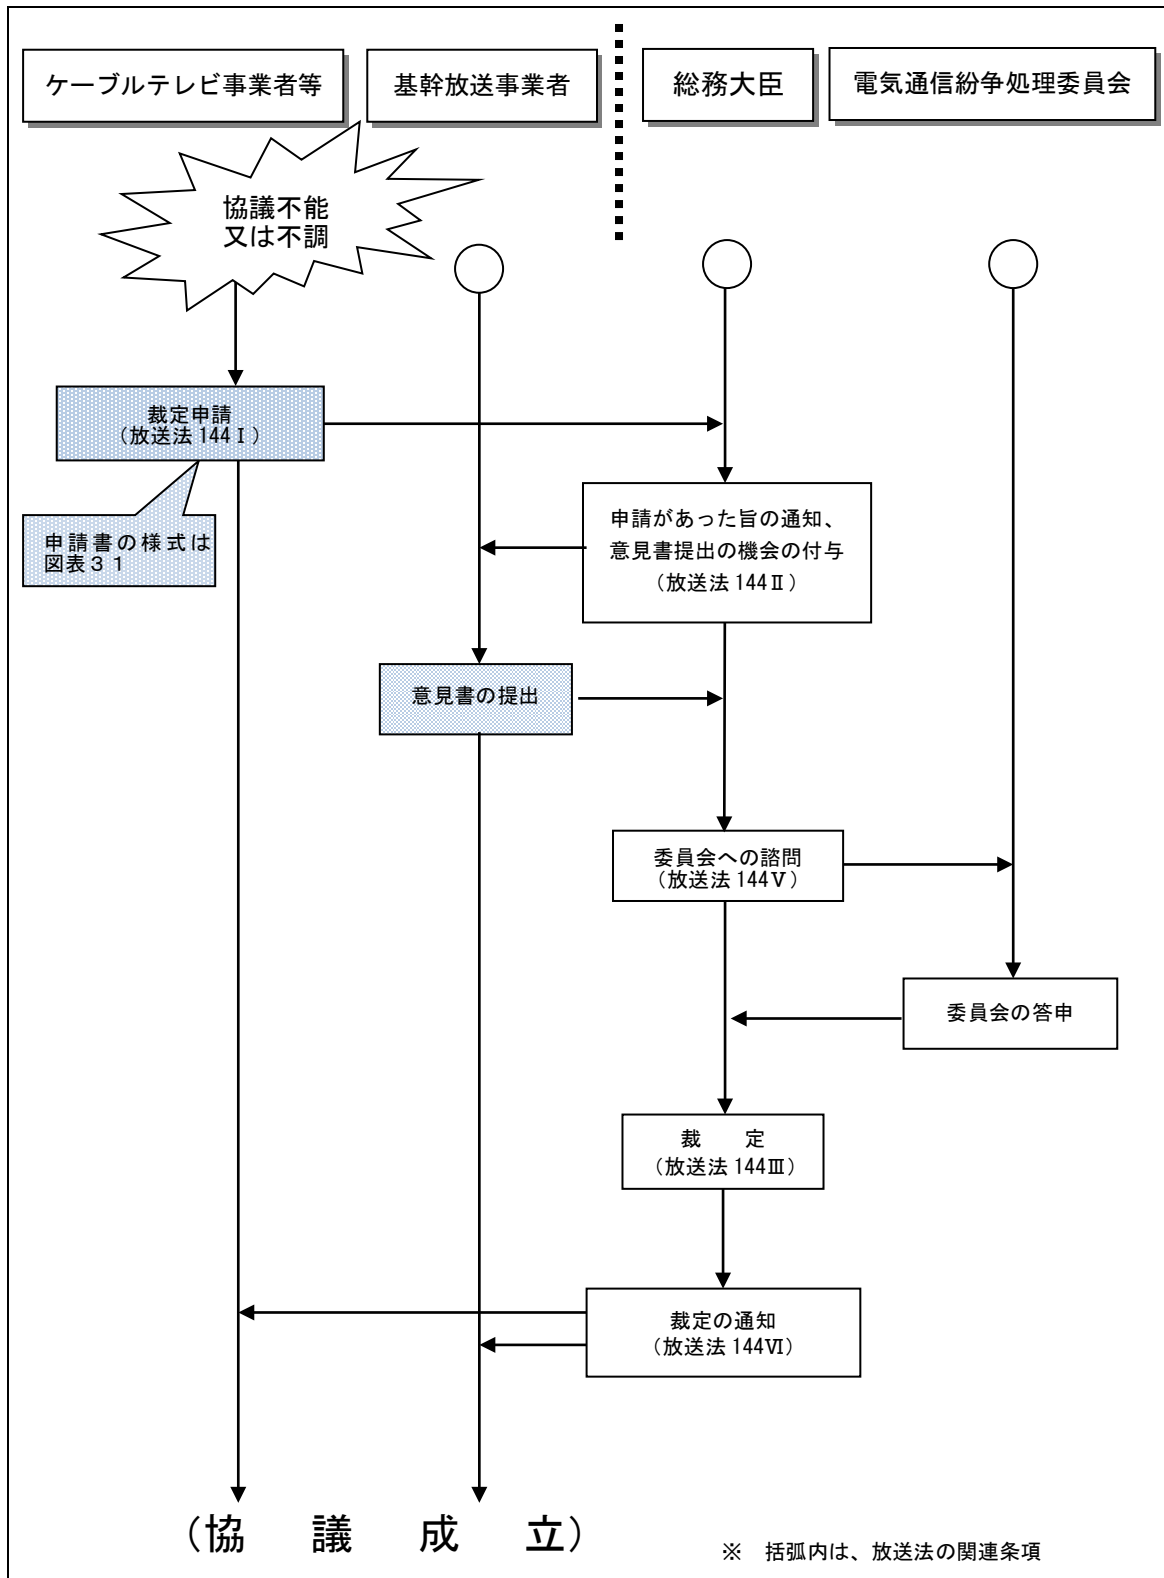 ケーブルテレビ事業者等
基幹放送事業者
総務大臣
電気通信紛争処理委員会
協議不能
又は不調
裁定申請
（放送法 144Ⅰ）
申請書の様式は
図表３１
申請があった旨の通知、
意見書提出の機会の付与
（放送法 144Ⅱ）
意見書の提出
委員会への諮問
（放送法 144Ⅴ）
委員会の答申
裁　　定
（放送法 144Ⅲ）
裁定の通知
（放送法 144Ⅵ）
（協　議　成　立）
※　括弧内は、放送法の関連条項